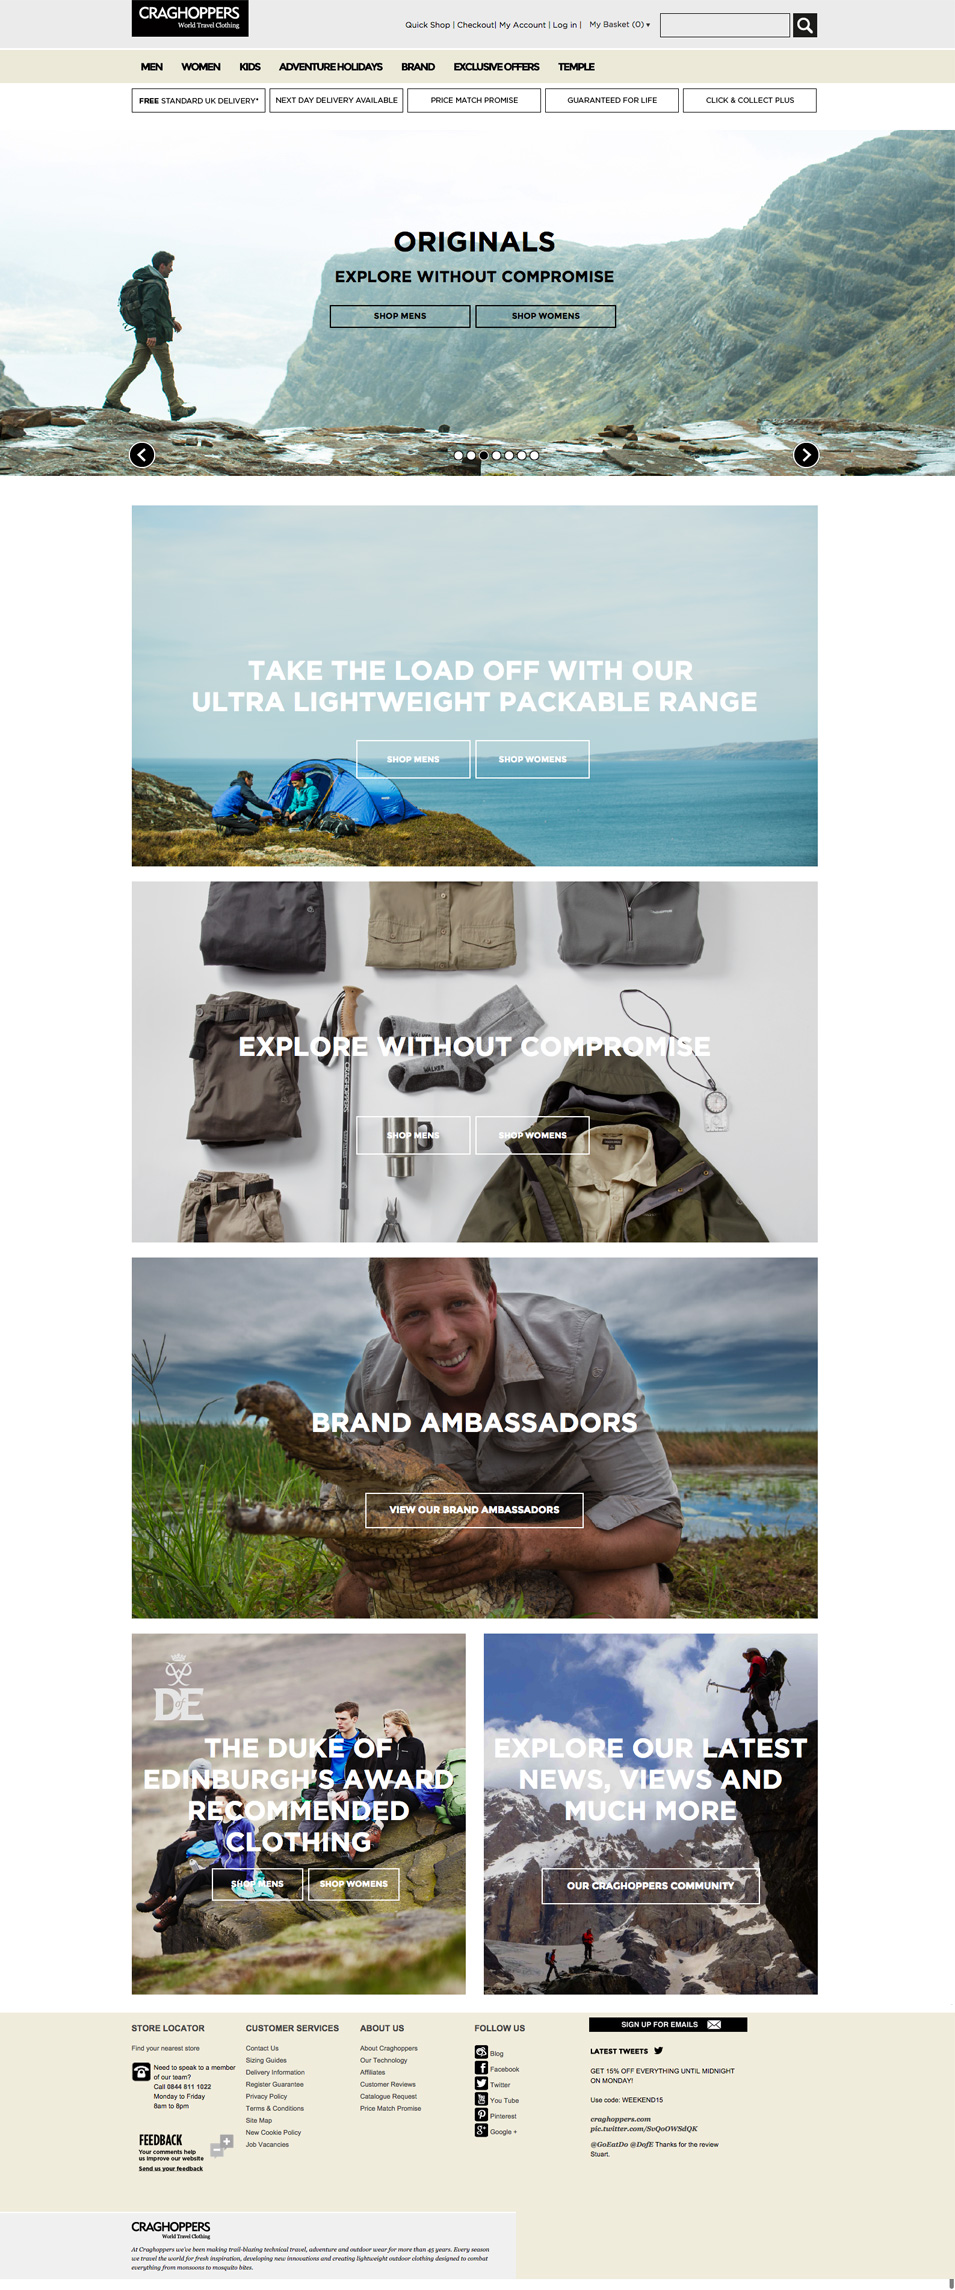 CRAGHOPPERS
World Travel Clothing
Quick Shop | Checkout| My Account | Log in | My Basket (0) ▾
MEN WOMEN KIDS ADVENTURE HOLIDAYS BRAND EXCLUSIVE OFFERS TEMPLE
FREE STANDARD UK DELIVERY* NEXT DAY DELIVERY AVAILABLE PRICE MATCH PROMISE GUARANTEED FOR LIFE CLICK & COLLECT PLUS
ORIGINALS
EXPLORE WITHOUT COMPROMISE
SHOP MENS SHOP WOMENS
TAKE THE LOAD OFF WITH OUR
ULTRA LIGHTWEIGHT PACKABLE RANGE
SHOP MENS SHOP WOMENS
EXPLORE WITHOUT COMPROMISE
WALKER
WALKER
SHOP MENS SHOP WOMENS
BRAND AMBASSADORS
VIEW OUR BRAND AMBASSADORS
DofE
THE DUKE OF
EDINBURGH'S AWARD
RECOMMENDED
CLOTHING
SHOP MENS SHOP WOMENS
EXPLORE OUR LATEST
NEWS, VIEWS AND
MUCH MORE
OUR CRAGHOPPERS COMMUNITY
STORE LOCATOR
Find your nearest store
Need to speak to a member
of our team?
Call 0844 811 1022
Monday to Friday
8am to 8pm
FEEDBACK
Your comments help
us improve our website
Send us your feedback
CUSTOMER SERVICES
Contact Us
Sizing Guides
Delivery Information
Register Guarantee
Privacy Policy
Terms & Conditions
Site Map
New Cookie Policy
Job Vacancies
ABOUT US
About Craghoppers
Our Technology
Affiliates
Customer Reviews
Catalogue Request
Price Match Promise
FOLLOW US
Blog
Facebook
Twitter
You Tube
Pinterest
Google +
SIGN UP FOR EMAILS
LATEST TWEETS
GET 15% OFF EVERYTHING UNTIL MIDNIGHT
ON MONDAY!
Use code: WEEKEND15
craghoppers.com
pic.twitter.com/SvQoOWSdQK
@GoEatDo @DofE Thanks for the review
Stuart.
CRAGHOPPERS
World Travel Clothing
At Craghoppers we've been making trail-blazing technical travel, adventure and outdoor wear for more than 45 years. Every season
we travel the world for fresh inspiration, developing new innovations and creating lightweight outdoor clothing designed to combat
everything from monsoons to mosquito bites.